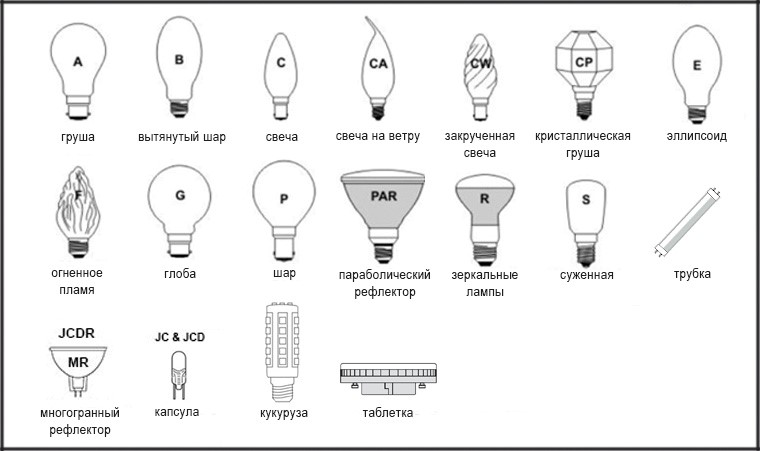 A
B
C
CA
CW
CP
E
груша
вытянутый шар
свеча
свеча на ветру
закрученная
свеча
кристаллическая
груша
эллипсоид
F
G
P
PAR
R
S
огненное
пламя
глоба
шар
параболический
рефлектор
зеркальные
лампы
суженная
трубка
JCDR
MR
JC & JCD
многогранный
рефлектор
капсула
кукуруза
таблетка